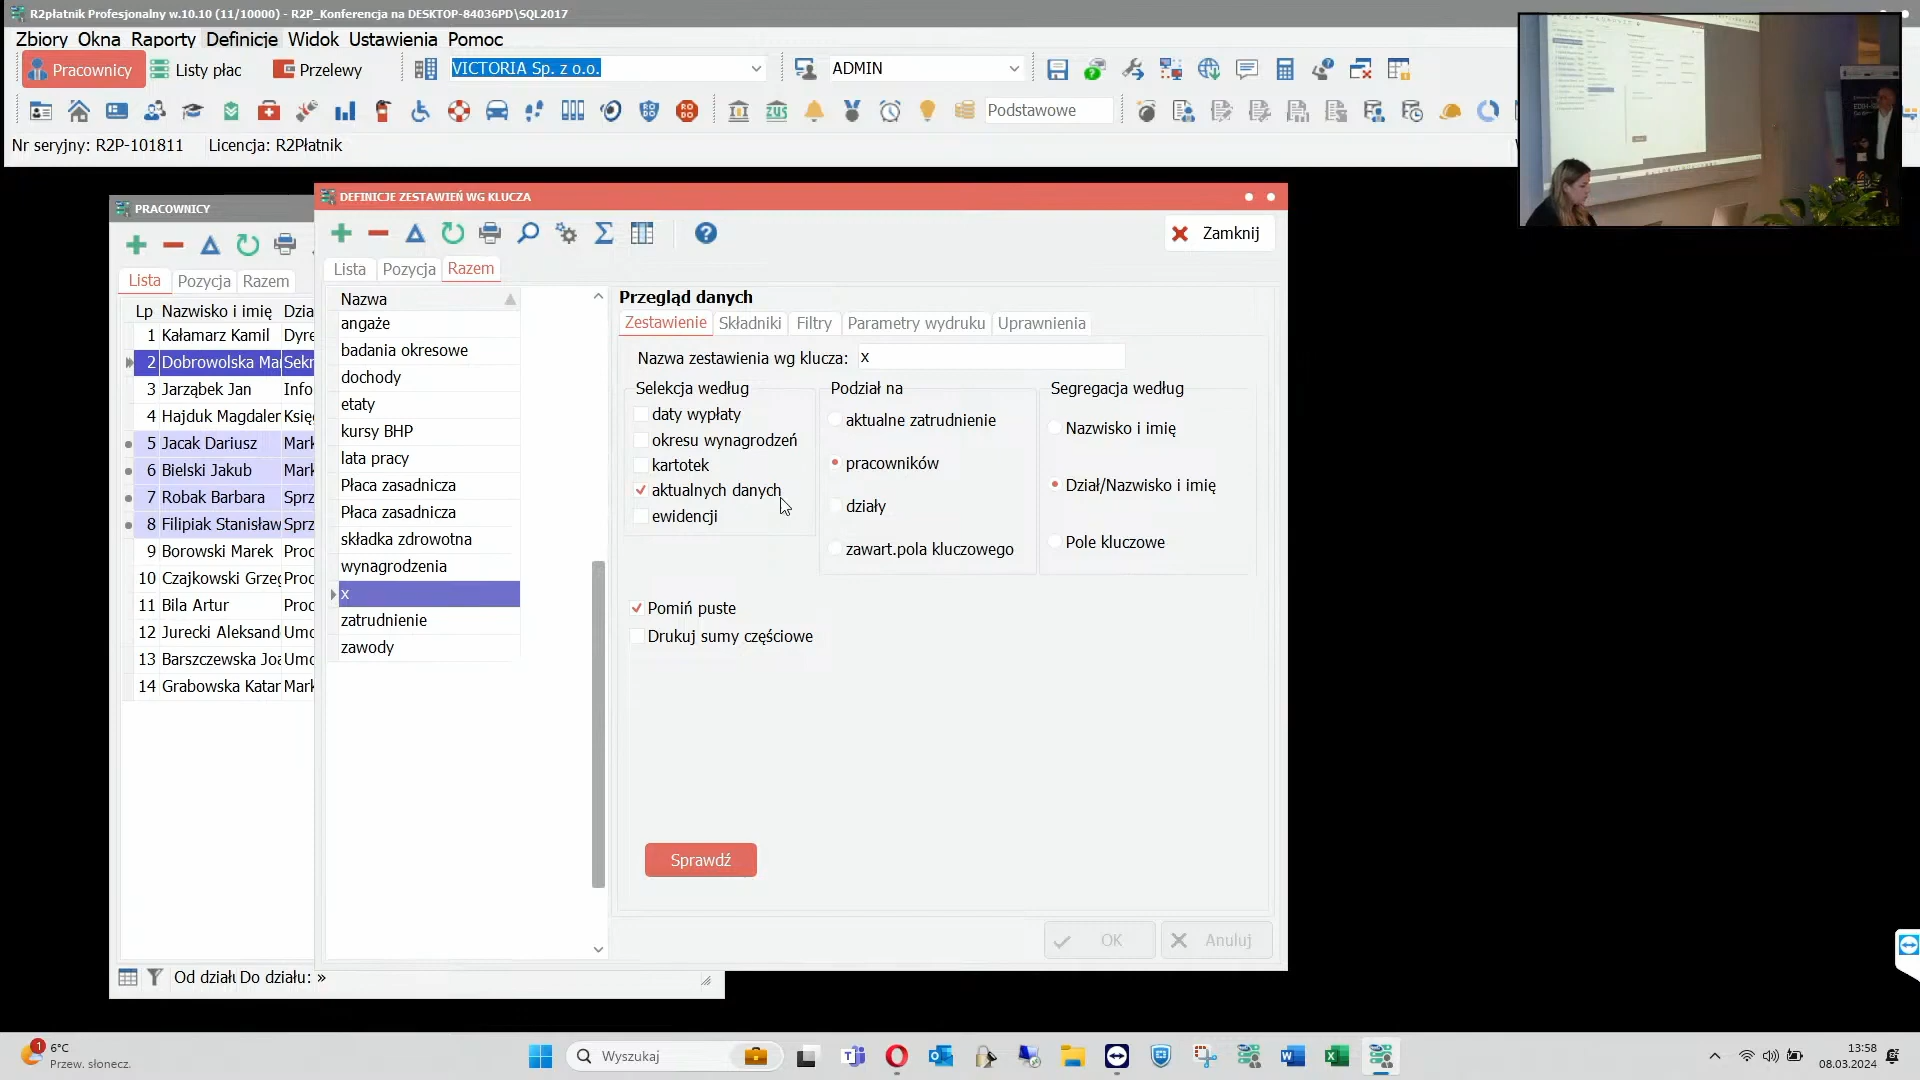 R2płatnik Profesjonalny w.10.10 (11/10000) - R2P_Konferencja na DESKTOP-84036PD\SQL2017
Zbiory Okna Raporty Definicje Widok Ustawienia Pomoc
Pracownicy Listy płac Przelewy VICTORIA Sp. z o.o. ADMIN
Podstawowe
Nr seryjny: R2P-101811 Licencja: R2Płatnik
PRACOWNICY
Lista Pozycja Razem
Lp Nazwisko i imię Dzia
1 Kałamarz Kamil Dyre
2 Dobrowolska Ma Sekr
3 Jarząbek Jan Info
4 Hajduk Magdaler Księ
5 Jacak Dariusz Mark
6 Bielski Jakub Mark
7 Robak Barbara Sprz
8 Filipiak Stanisław Sprz
9 Borowski Marek Proc
10 Czajkowski Grze Proc
11 Bila Artur Proc
12 Jurecki Aleksand Umo
13 Barszczewska Joa Umo
14 Grabowska Katar Mark
Od działu Do działu: »
DEFINICJE ZESTAWIEŃ WG KLUCZA
Zamknij
Lista Pozycja Razem
Nazwa
angaże
badania okresowe
dochody
etaty
kursy BHP
lata pracy
Płaca zasadnicza
Płaca zasadnicza
składka zdrowotna
wynagrodzenia
x
zatrudnienie
zawody
Przegląd danych
Zestawienie Składniki Filtry Parametry wydruku Uprawnienia
Nazwa zestawienia wg klucza: x
Selekcja według
daty wypłaty
okresu wynagrodzeń
kartotek
aktualnych danych
ewidencji
Podział na
aktualne zatrudnienie
pracowników
działy
zawart.pola kluczowego
Segregacja według
Nazwisko i imię
Dział/Nazwisko i imię
Pole kluczowe
Pomiń puste
Drukuj sumy częściowe
Sprawdź
OK Anuluj
1
6°C
Przew. słonecz.
Wyszukaj
13:58
08.03.2024